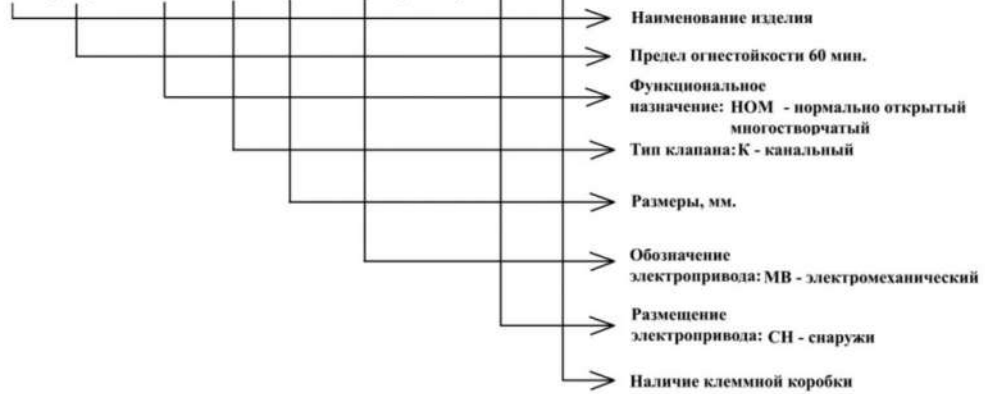 Наименование изделия
Предел огнестойкости 60 мин.
Функциональное
назначение: НОМ - нормально открытый
многостворчатый
Тип клапана: К - канальный
Размеры, мм.
Обозначение
электропривода: МВ - электромеханический
Размещение
электропривода: СН - снаружи
Наличие клеммной коробки